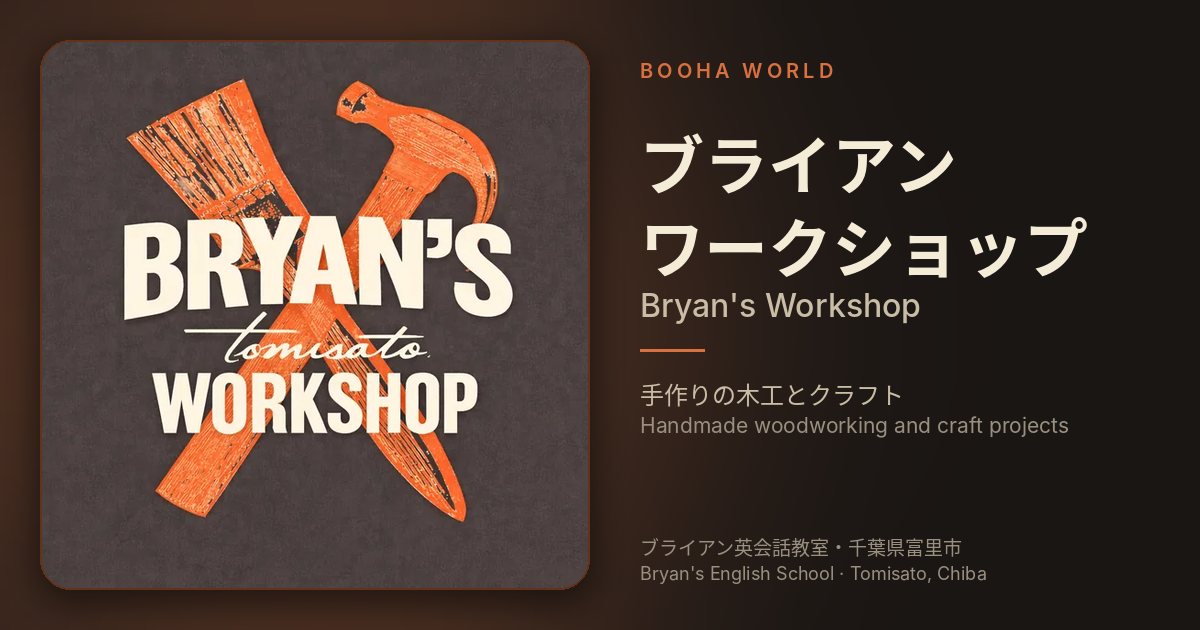 BRYAN'S
tomisato
WORKSHOP
BOOHA WORLD
ブライアン
ワークショップ
Bryan's Workshop
手作りの木工とクラフト
Handmade woodworking and craft projects
ブライアン英会話教室・千葉県富里市
Bryan's English School · Tomisato, Chiba